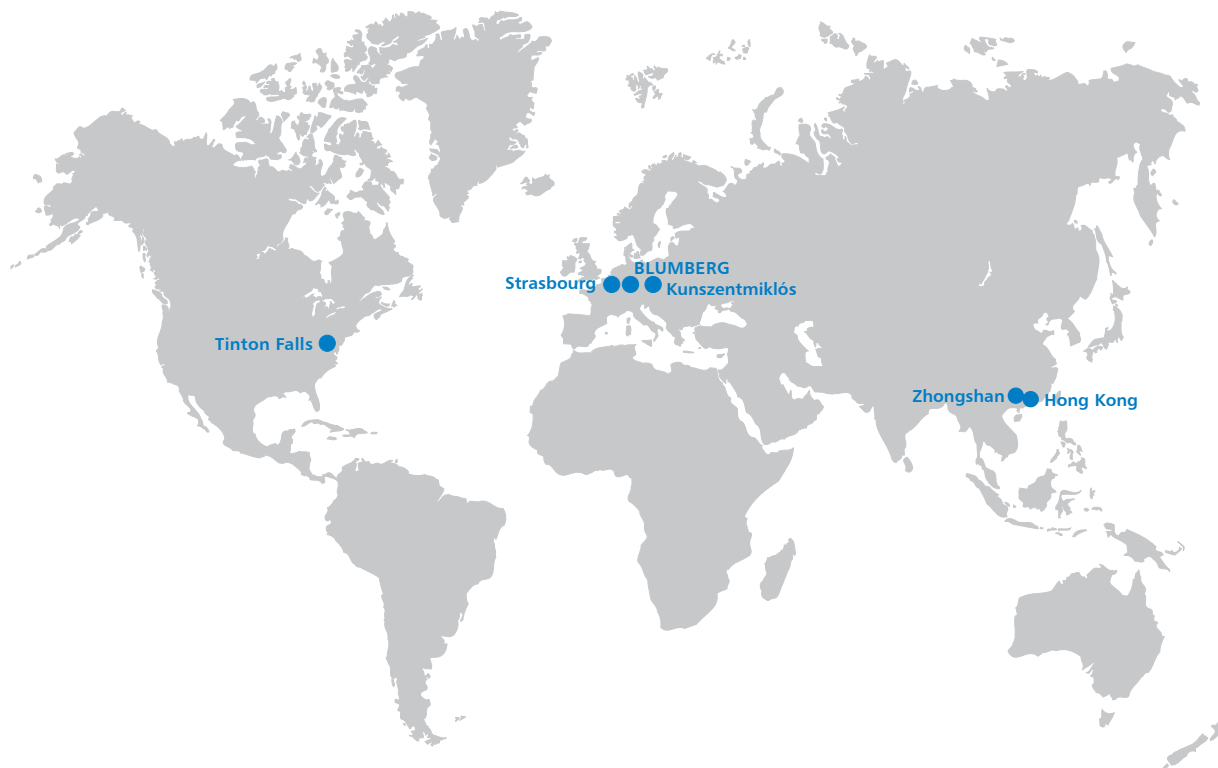 BLUMBERG
Strasbourg
Kunszentmiklós
Tinton Falls
Zhongshan
Hong Kong